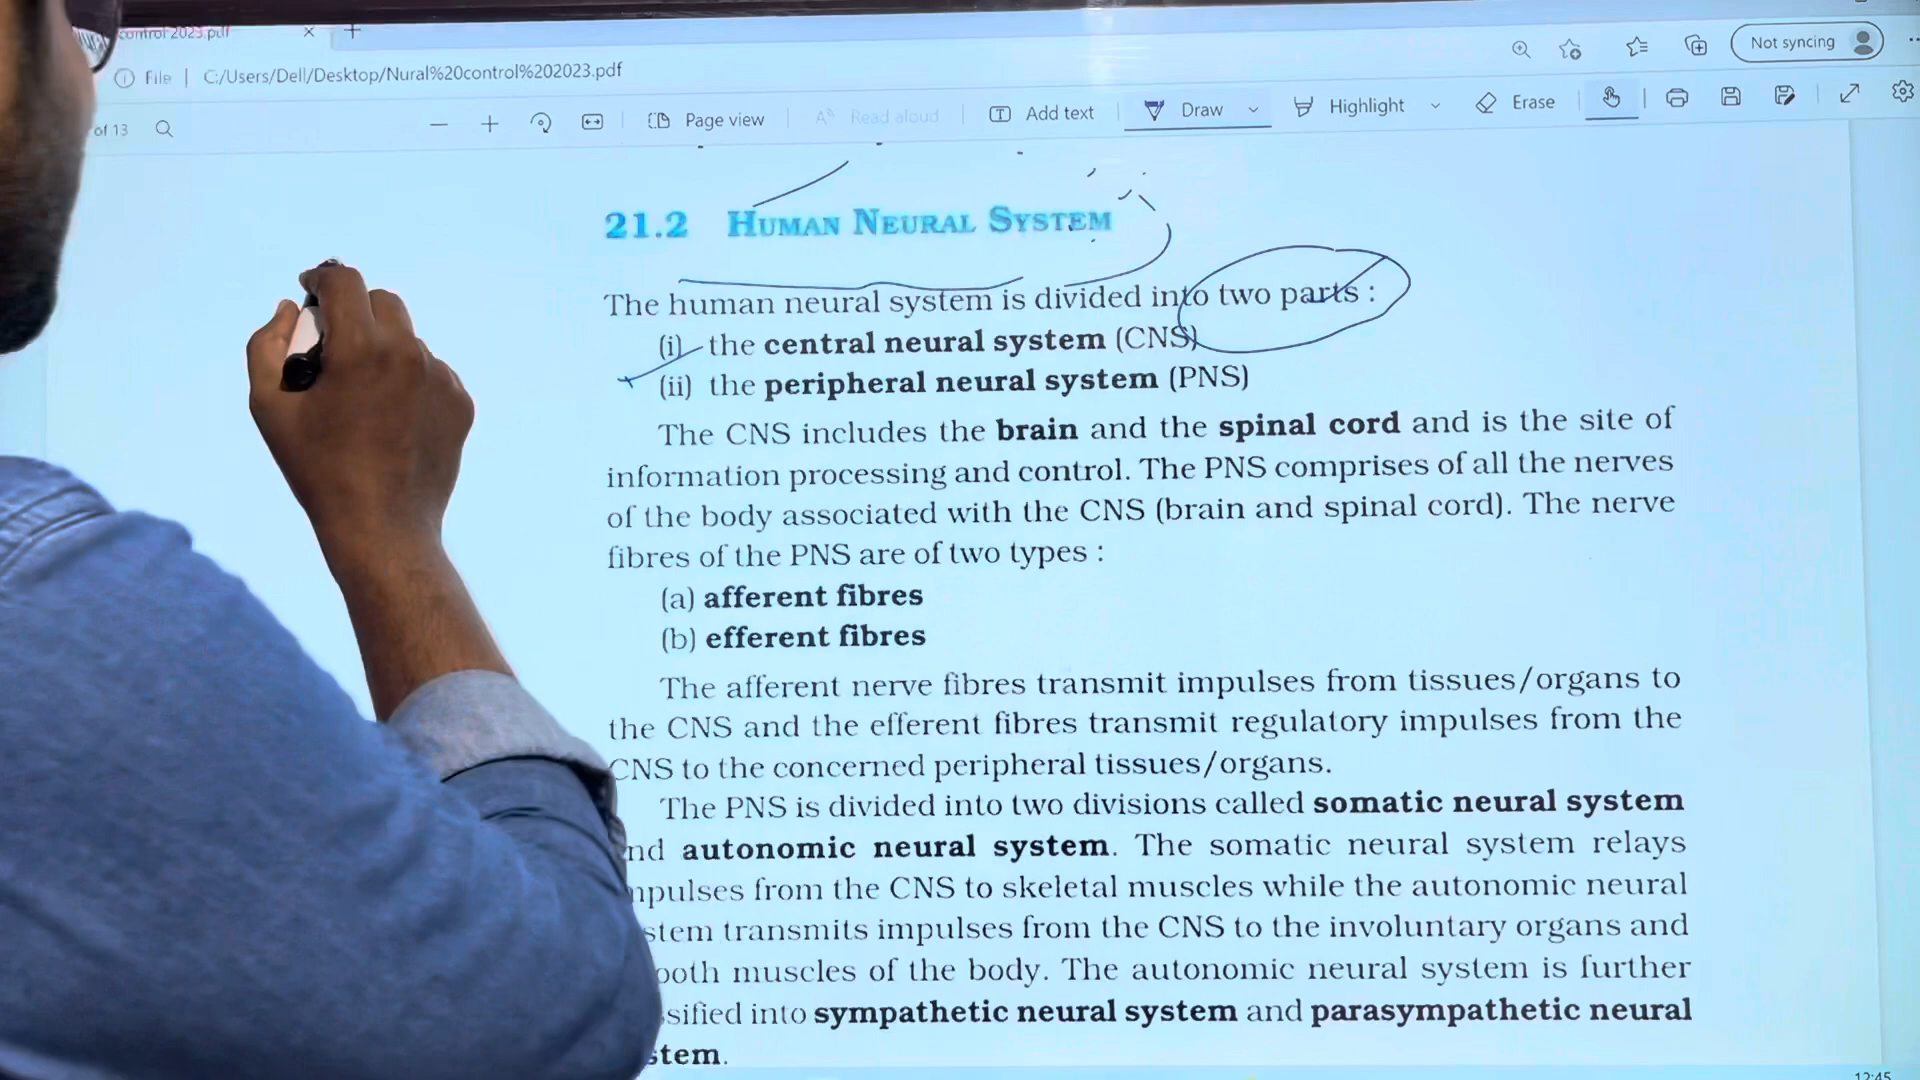 control 2023.pdf
File | C:/Users/Dell/Desktop/Nural%20control%202023.pdf
Not syncing
of 13
Page view
Read aloud
Add text
Draw
Highlight
Erase
21.2 HUMAN NEURAL SYSTEM
The human neural system is divided into two parts :
(i) the central neural system (CNS)
(ii) the peripheral neural system (PNS)
The CNS includes the brain and the spinal cord and is the site of
information processing and control. The PNS comprises of all the nerves
of the body associated with the CNS (brain and spinal cord). The nerve
fibres of the PNS are of two types :
(a) afferent fibres
(b) efferent fibres
The afferent nerve fibres transmit impulses from tissues/organs to
the CNS and the efferent fibres transmit regulatory impulses from the
CNS to the concerned peripheral tissues/organs.
The PNS is divided into two divisions called somatic neural system
nd autonomic neural system. The somatic neural system relays
mpulses from the CNS to skeletal muscles while the autonomic neural
stem transmits impulses from the CNS to the involuntary organs and
ooth muscles of the body. The autonomic neural system is further
sified into sympathetic neural system and parasympathetic neural
stem.
12:45